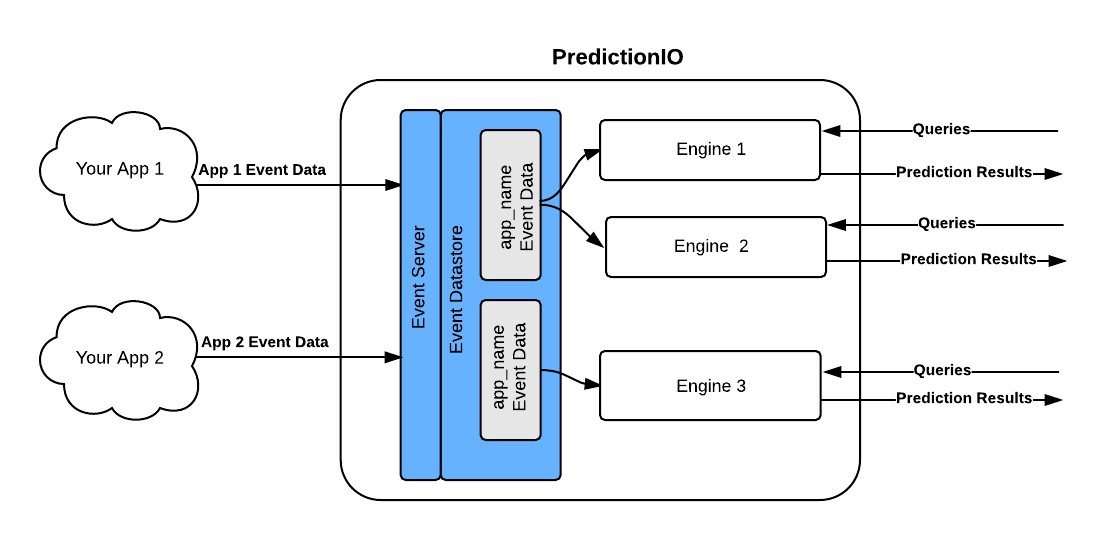 PredictionIO
Your App 1
App 1 Event Data
Your App 2
App 2 Event Data
Event Server
Event Datastore
app_name
Event Data
app_name
Event Data
Engine 1
Queries
Prediction Results
Engine  2
Queries
Prediction Results
Engine 3
Queries
Prediction Results